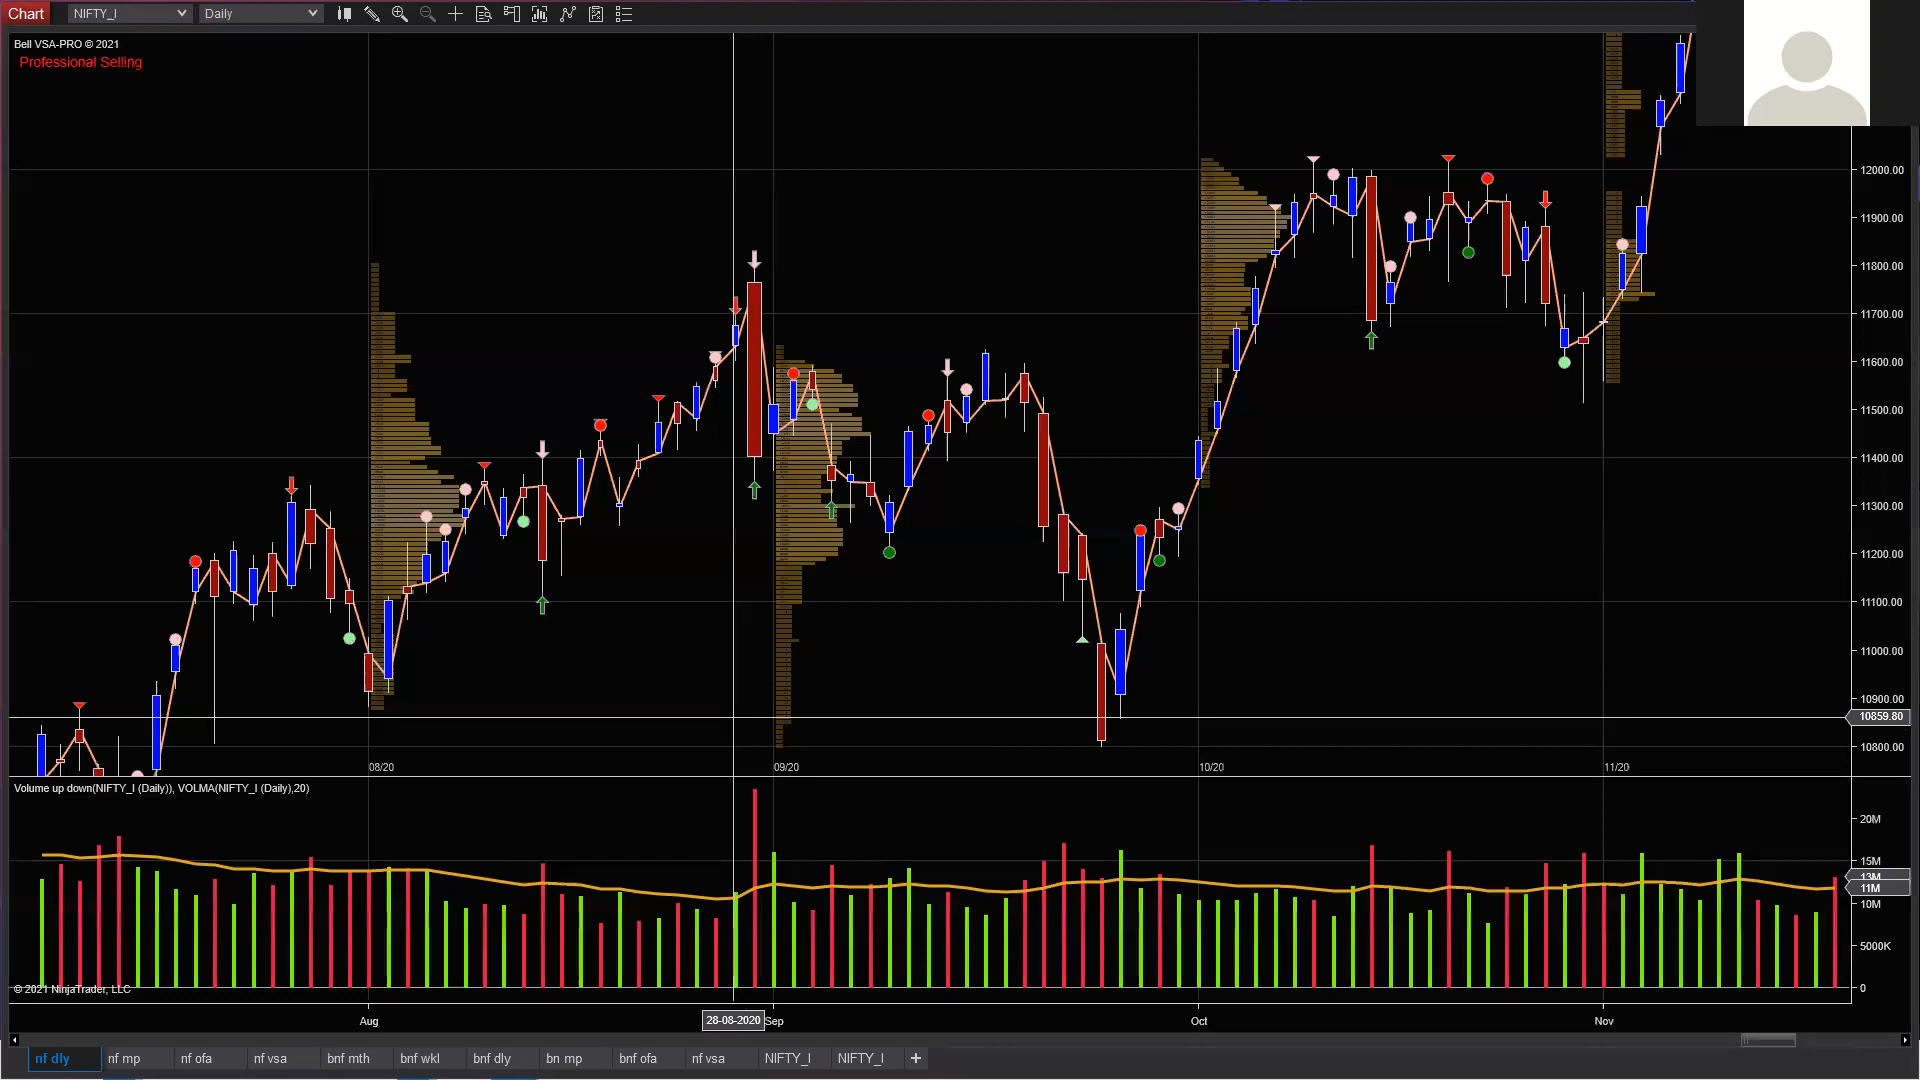 Chart NIFTY_I Daily
Bell VSA-PRO © 2021
Professional Selling
12000.00
11900.00
11800.00
11700.00
11600.00
11500.00
11400.00
11300.00
11200.00
11100.00
11000.00
10900.00
10859.80
10800.00
08/20 09/20 10/20 11/20
Volume up down(NIFTY_I (Daily)), VOLMA(NIFTY_I (Daily),20)
20M
15M
13M
11M
10M
5000K
0
© 2021 NinjaTrader, LLC
Aug 28-08-2020 Sep Oct Nov
nf dly nf mp nf ofa nf vsa bnf mth bnf wkl bnf dly bn mp bnf ofa nf vsa NIFTY_I NIFTY_I +